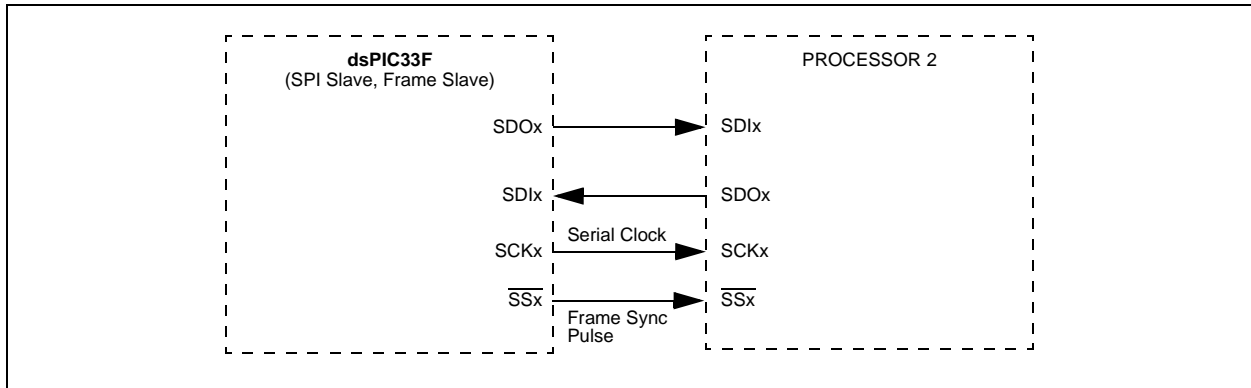 dsPIC33F
(SPI Slave, Frame Slave)
PROCESSOR 2
SDOx
SDIx
SDIx
SDOx
Serial Clock
SCKx
SCKx
SSx
SSx
Frame Sync
Pulse